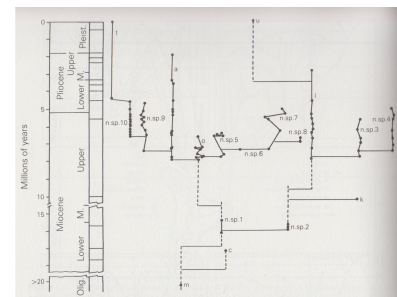 Millions of years
0
5
10
15
>20
Pleist.
Pliocene
Upper
M.
Lower
Miocene
Upper
M.
Lower
Olig.
t
u
e
i
n.sp.10
n.sp.9
o
n.sp.5
n.sp.6
n.sp.7
n.sp.8
n.sp.3
n.sp.4
n.sp.1
n.sp.2
k
c
m